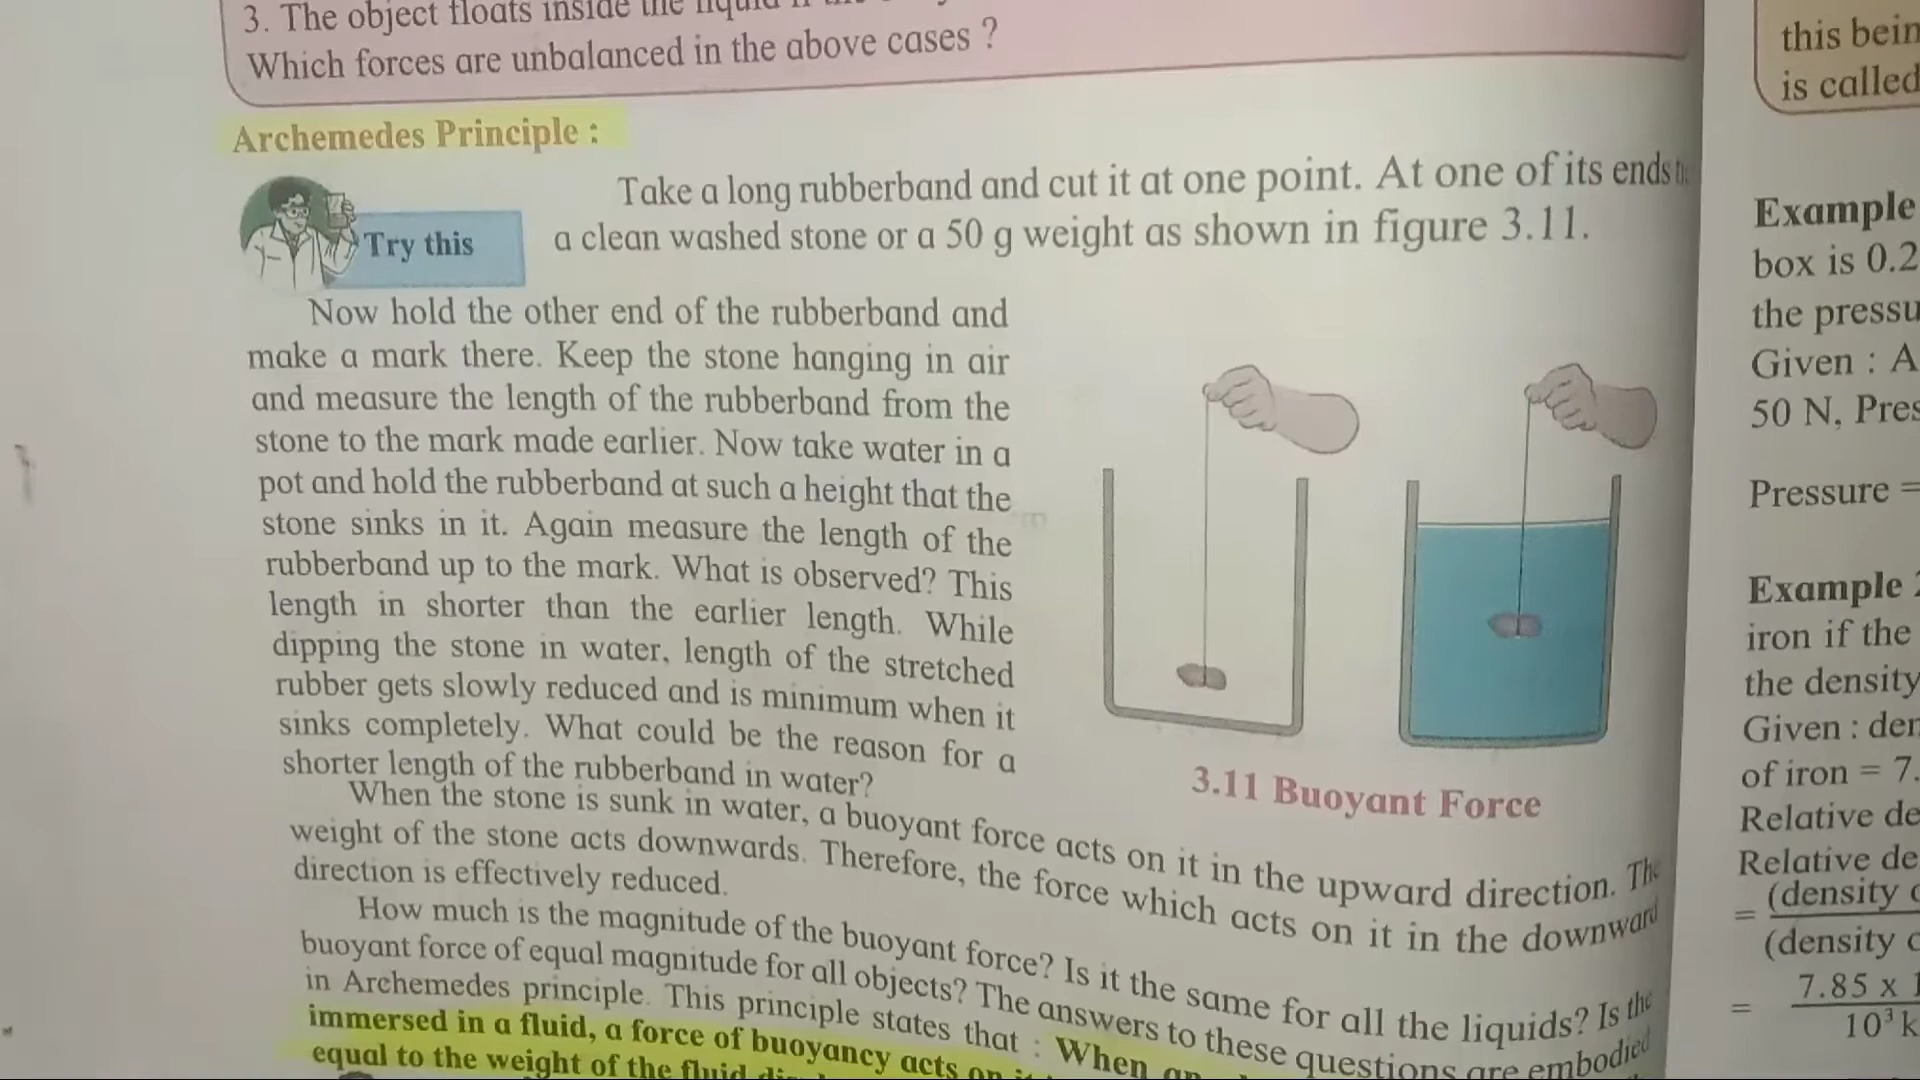 3. The object floats inside the liquid if the
Which forces are unbalanced in the above cases ?
Archemedes Principle :
Try this
Take a long rubberband and cut it at one point. At one of its ends
a clean washed stone or a 50 g weight as shown in figure 3.11.
Now hold the other end of the rubberband and
make a mark there. Keep the stone hanging in air
and measure the length of the rubberband from the
stone to the mark made earlier. Now take water in a
pot and hold the rubberband at such a height that the
stone sinks in it. Again measure the length of the
rubberband up to the mark. What is observed? This
length in shorter than the earlier length. While
dipping the stone in water, length of the stretched
rubber gets slowly reduced and is minimum when it
sinks completely. What could be the reason for a
shorter length of the rubberband in water?
3.11 Buoyant Force
When the stone is sunk in water, a buoyant force acts on it in the upward direction. The
weight of the stone acts downwards. Therefore, the force which acts on it in the downward
direction is effectively reduced.
How much is the magnitude of the buoyant force? Is it the same for all the liquids? Is the
buoyant force of equal magnitude for all objects? The answers to these questions are embodied
in Archemedes principle. This principle states that : When an
immersed in a fluid, a force of buoyancy acts on
equal to the weight of the fluid
this
is called
Example
box is 0.2
the
Given : A
50 N,
Pressure =
Example
iron if the
the density
Given :
of iron = 7.
Relative
Relative
(density
=
(density
7.85 x
=
10³